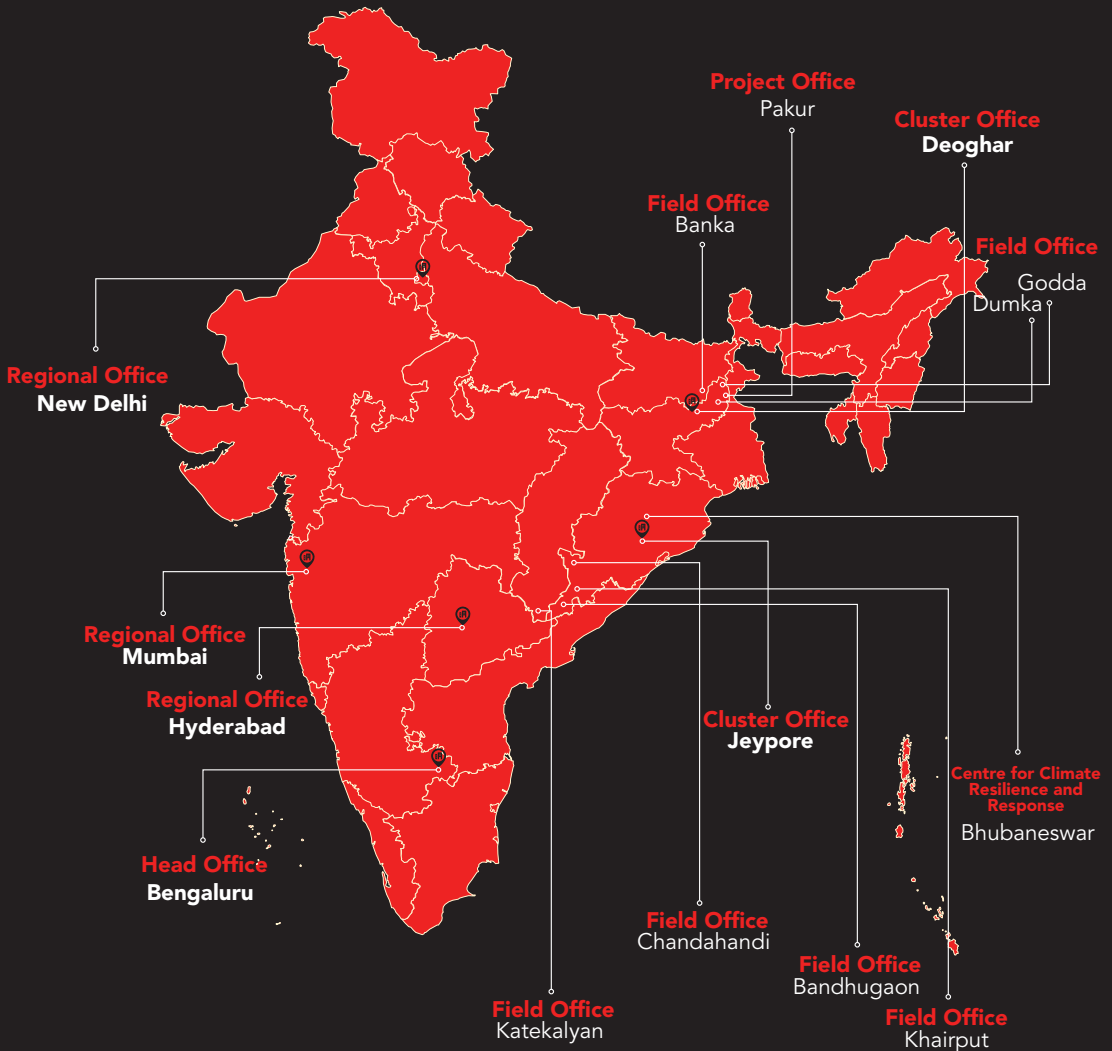 Project Office
Pakur
Cluster Office
Deoghar
Field Office
Banka
Field Office
Godda
Dumka
Regional Office
New Delhi
Regional Office
Mumbai
Regional Office
Hyderabad
Cluster Office
Jeypore
Centre for Climate
Resilience and
Response
Bhubaneswar
Head Office
Bengaluru
Field Office
Chandahandi
Field Office
Bandhugaon
Field Office
Katekalyan
Field Office
Khairput